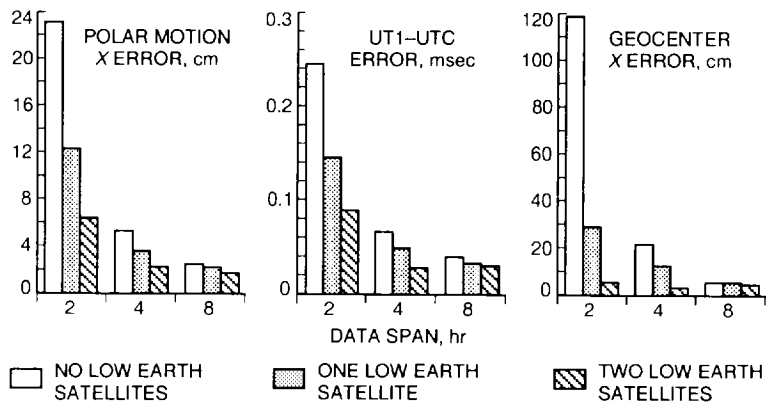 POLAR MOTION
X ERROR, cm
24
20
16
12
8
4
0
2 4 8
UT1–UTC
ERROR, msec
0.3
0.2
0.1
0
2 4 8
DATA SPAN, hr
GEOCENTER
X ERROR, cm
120
100
80
60
40
20
0
2 4 8
NO LOW EARTH
SATELLITES
ONE LOW EARTH
SATELLITE
TWO LOW EARTH
SATELLITES